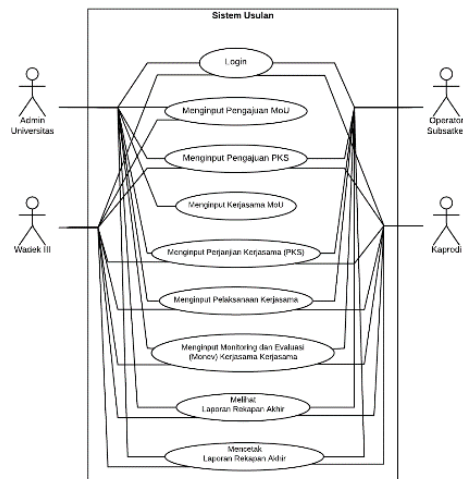 Sistem Usulan
Login
Admin
Universitas
Operator
Subsatker
Menginput Pengajuan MoU
Menginput Pengajuan PKS
Menginput Kerjasama MoU
Wadek III
Kaprodi
Menginput Perjanjian Kerjasama (PKS)
Menginput Pelaksanaan Kerjasama
Menginput Monitoring dan Evaluasi
(Monev) Kerjasama Kerjasama
Melihat
Laporan Rekapan Akhir
Mencetak
Laporan Rekapan Akhir